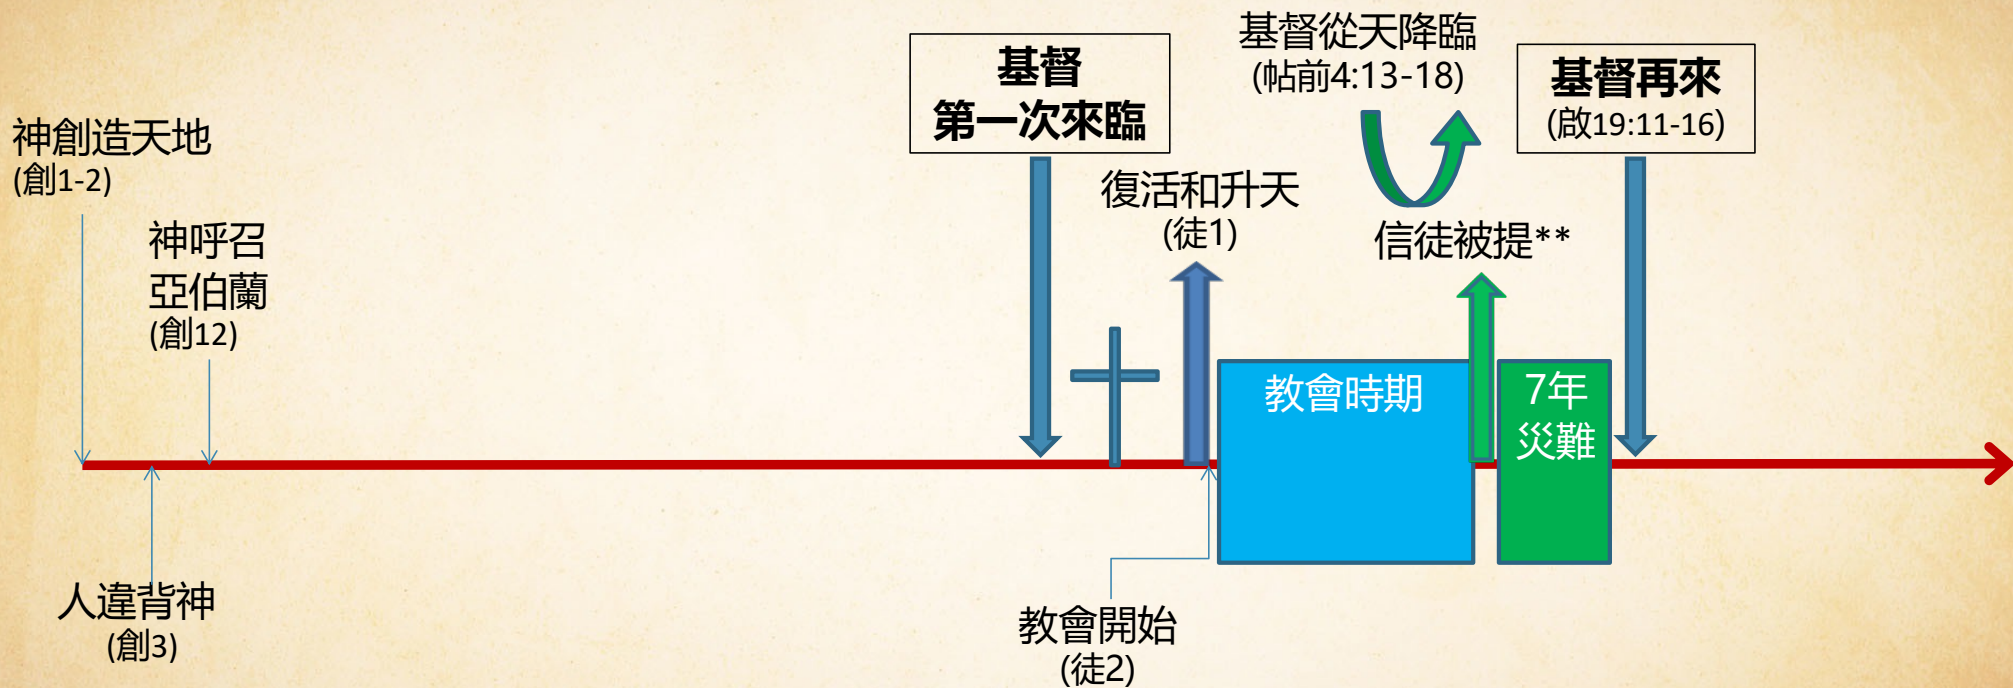 神創造天地
(創1-2)
神呼召
亞伯蘭
(創12)
人違背神
(創3)
基督
第一次來臨
復活和升天
(徒1)
教會開始
(徒2)
教會時期
基督從天降臨
(帖前4:13-18)
信徒被提**
7年
災難
基督再來
(啟19:11-16)